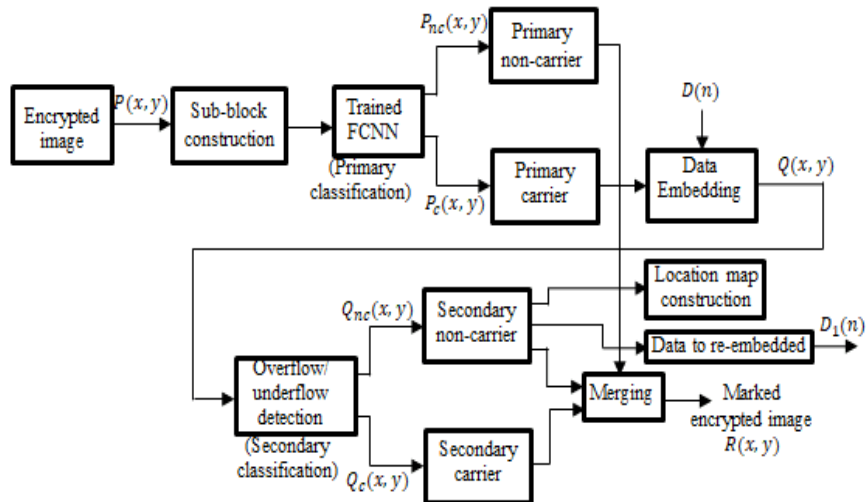 P_nc(x, y)
Primary
non-carrier
P(x, y)
D(n)
Encrypted
image
Sub-block
construction
Trained
FCNN
(Primary
classification)
P_c(x, y)
Primary
carrier
Data
Embedding
Q(x, y)
Location map
construction
Q_nc(x, y)
Secondary
non-carrier
D_1(n)
Data to re-embedded
Overflow/
underflow
detection
(Secondary
classification)
Merging
Marked
encrypted image
R(x, y)
Q_c(x, y)
Secondary
carrier